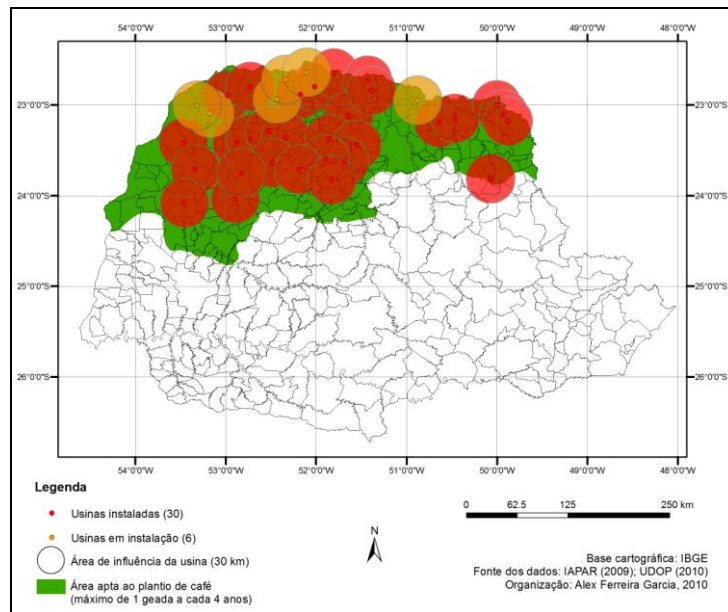 54°0'0"W 53°0'0"W 52°0'0"W 51°0'0"W 50°0'0"W 49°0'0"W 48°0'0"W
23°0'0"S 23°0'0"S
24°0'0"S 24°0'0"S
25°0'0"S 25°0'0"S
26°0'0"S 26°0'0"S
54°0'0"W 53°0'0"W 52°0'0"W 51°0'0"W 50°0'0"W 49°0'0"W 48°0'0"W
Legenda
Usinas instaladas (30)
Usinas em instalação (6)
Área de influência da usina (30 km)
Área apta ao plantio de café
(máximo de 1 geada a cada 4 anos)
N
0 62.5 125 250 km
Base cartográfica: IBGE
Fonte dos dados: IAPAR (2009); UDOP (2010)
Organização: Alex Ferreira Garcia, 2010